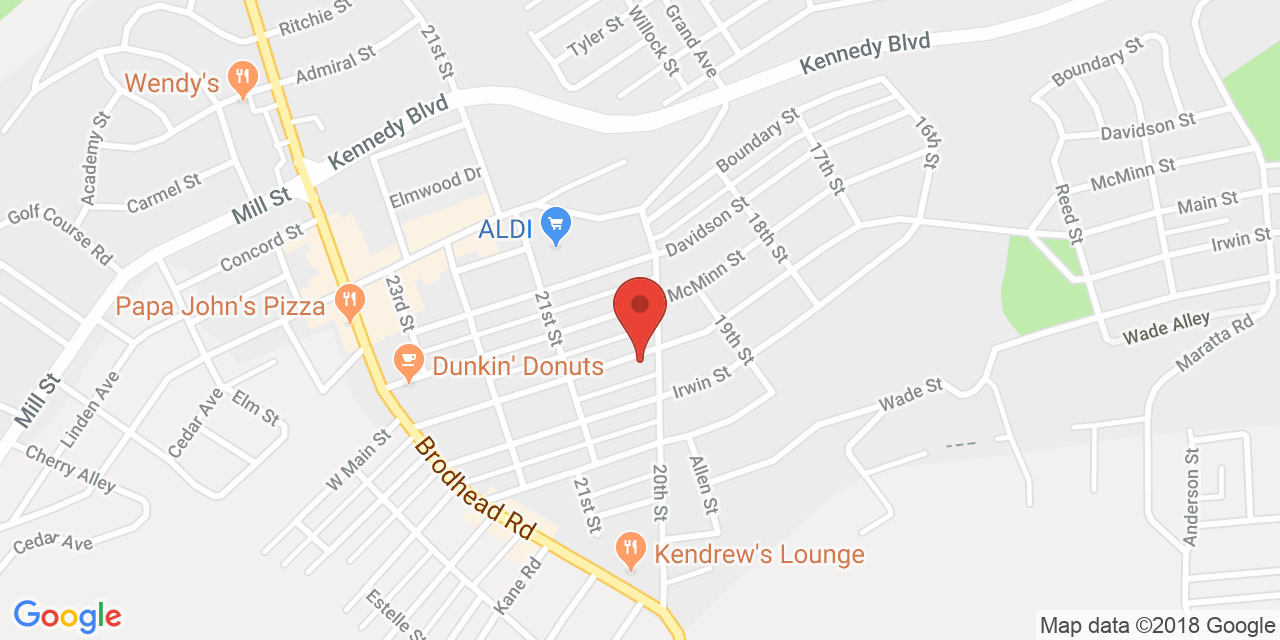 Ritchie St
Tyler St
Willock St
Grand Ave
21st St
Admiral St
Kennedy Blvd
Boundary St
Wendy's
Kennedy Blvd
Davidson St
16th St
Boundary St
17th St
Academy St
Carmel St
Elmwood Dr
McMinn St
Main St
Mill St
Golf Course Rd
Reed St
ALDI
Davidson St
18th St
Irwin St
Concord St
McMinn St
23rd St
21st St
Papa John's Pizza
19th St
Wade Alley
Maratta Rd
Dunkin' Donuts
Mill St
Linden Ave
Cedar Ave
Elm St
Irwin St
Wade St
W Main St
Brodhead Rd
Cherry Alley
20th St
Allen St
21st St
Anderson St
Cedar Ave
Kendrew's Lounge
Kane Rd
Estelle St
Google
Map data ©2018 Google